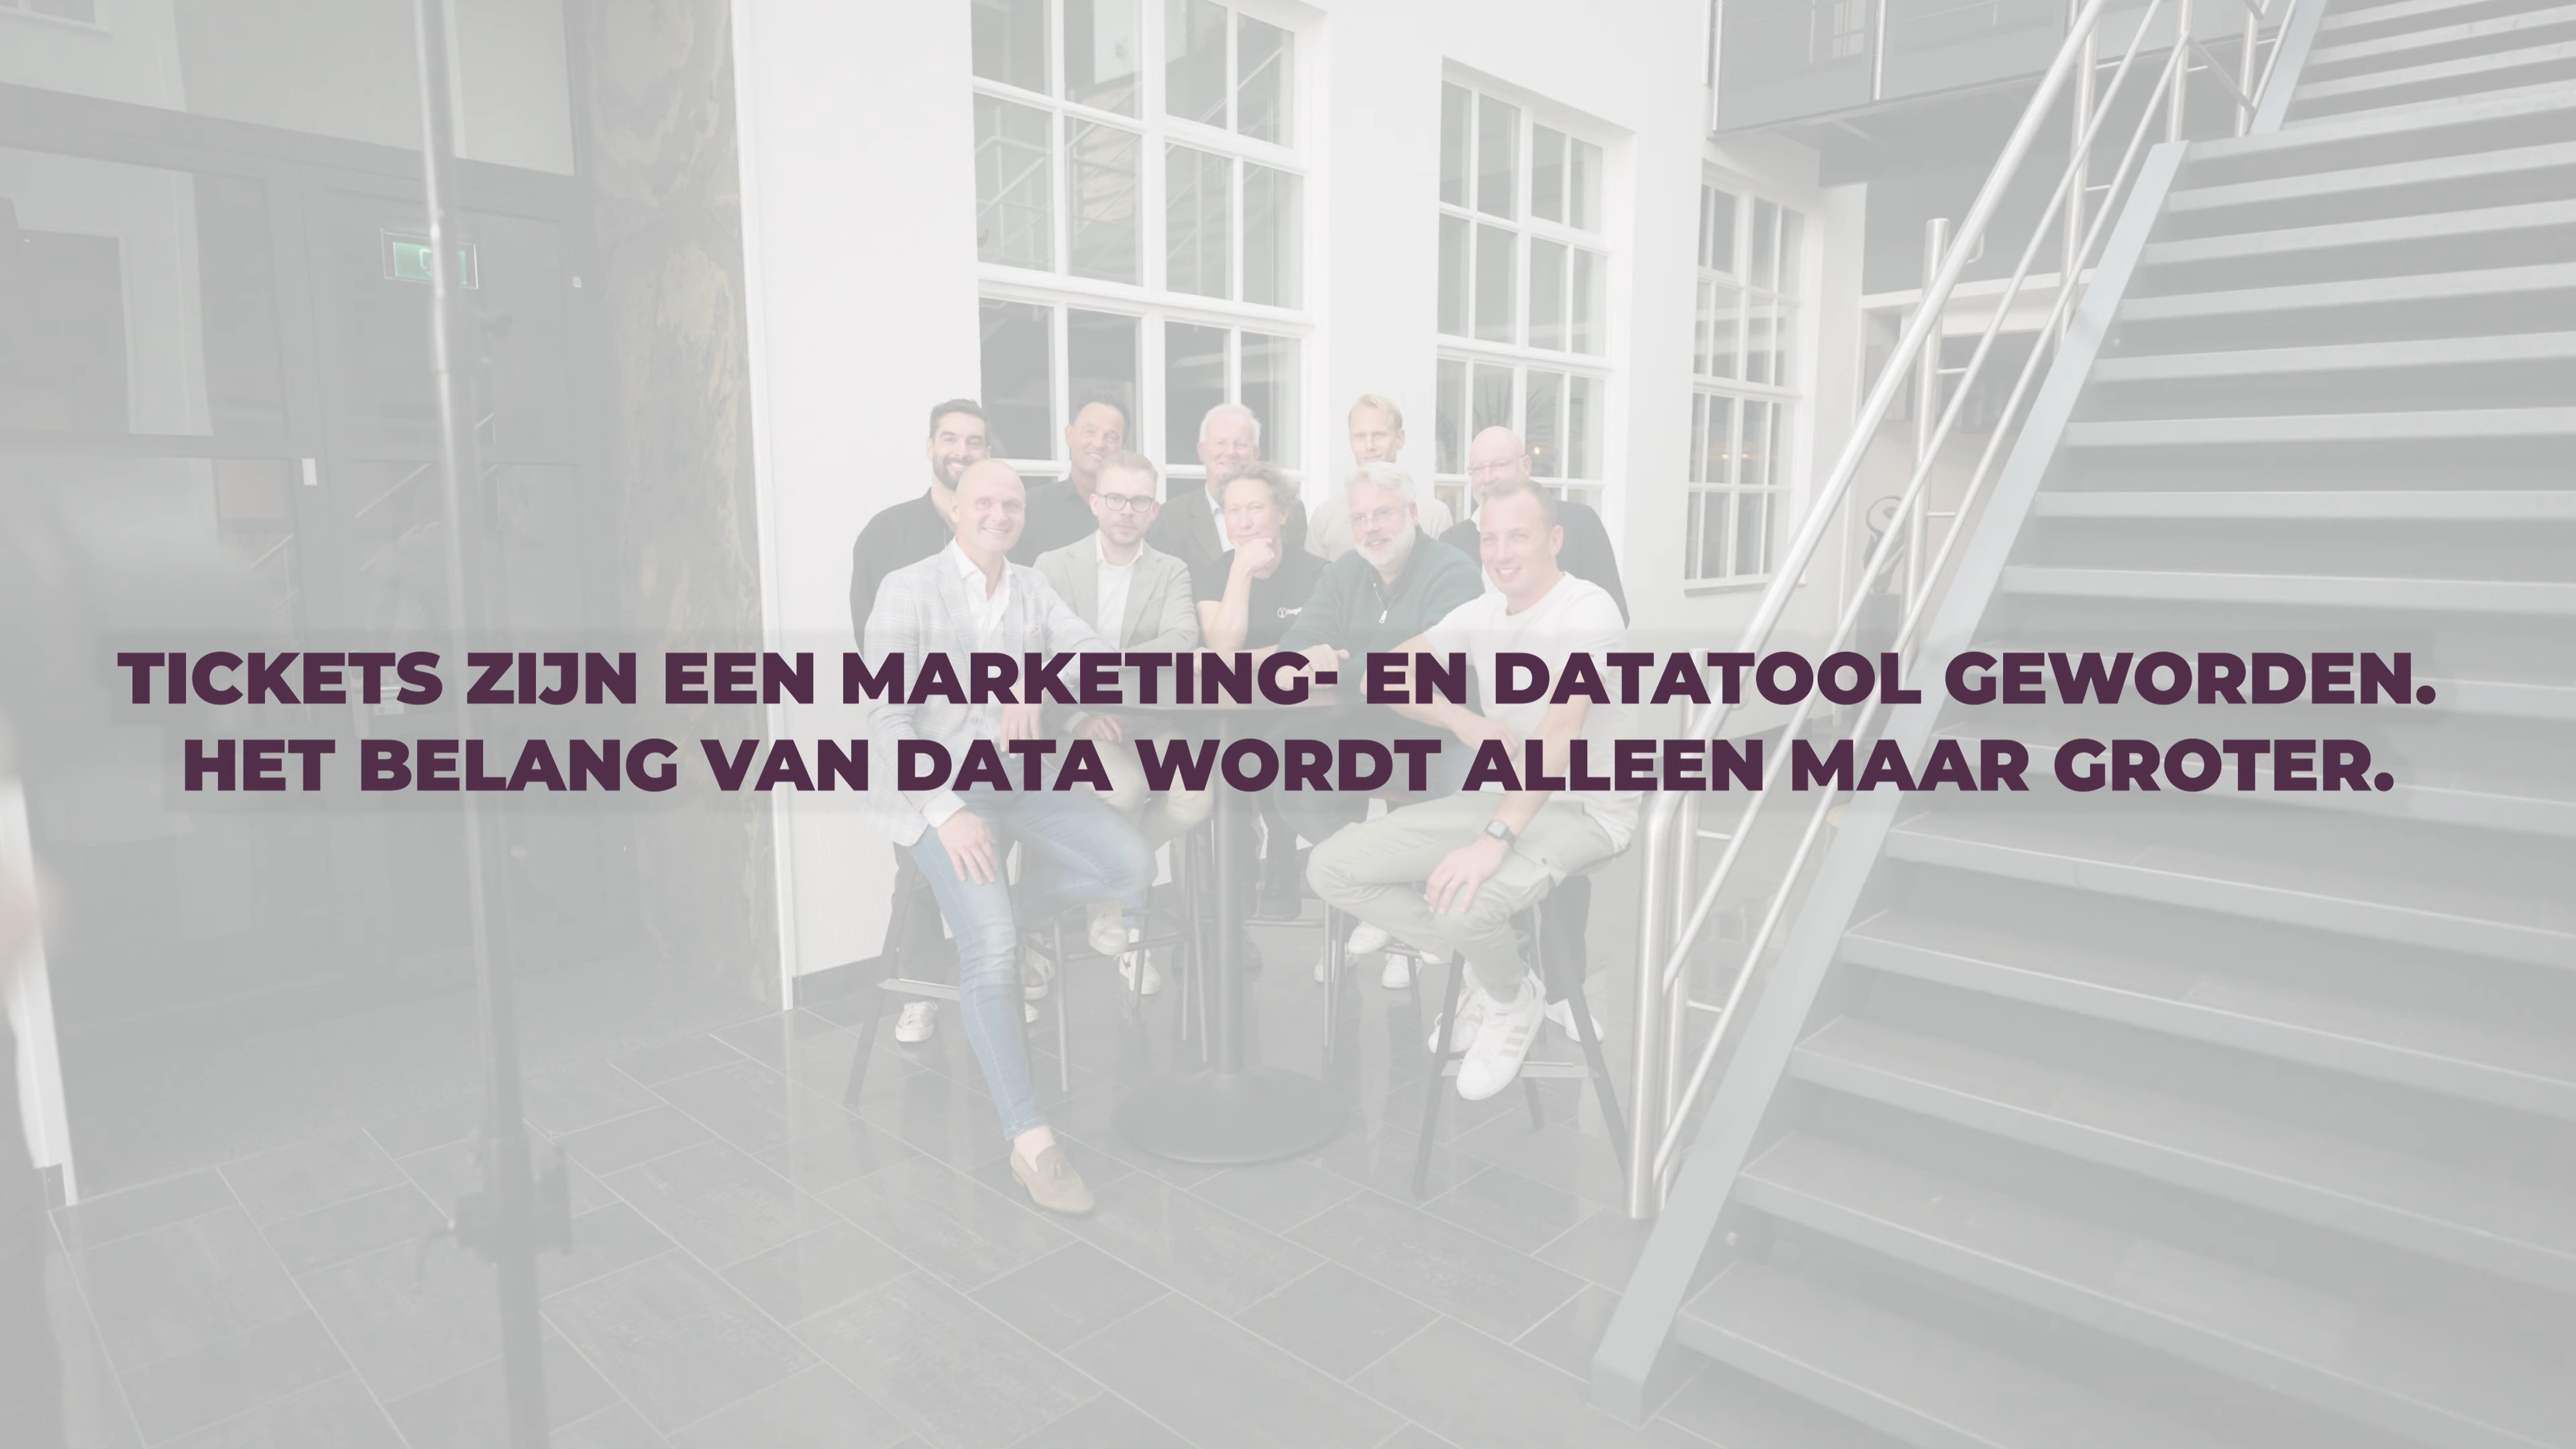 TICKETS ZIJN EEN MARKETING- EN DATATOOL GEWORDEN.
HET BELANG VAN DATA WORDT ALLEEN MAAR GROTER.